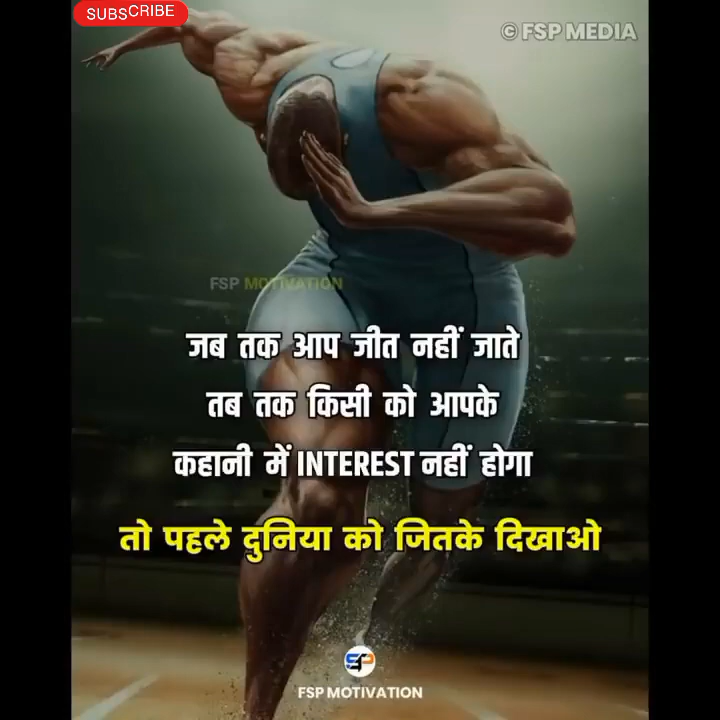 SUBSCRIBE
© FSP MEDIA
FSP MOTIVATION
जब तक आप जीत नहीं जाते
तब तक किसी को आपके
कहानी में INTEREST नहीं होगा
तो पहले दुनिया को जितके दिखाओ
FSP MOTIVATION